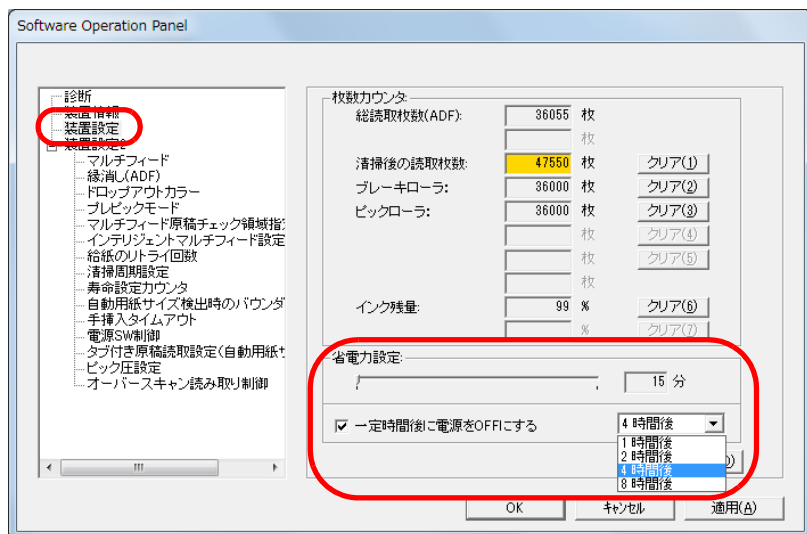 Software Operation Panel
診断
装置情報
装置設定
装置設定2
マルチフィード
縁消し(ADF)
ドロップアウトカラー
プレピックモード
マルチフィード原稿チェック領域指定
インテリジェントマルチフィード設定
給紙のリトライ回数
清掃周期設定
寿命設定カウンタ
自動用紙サイズ検出時のバウンダ
手挿入タイムアウト
電源SW制御
タブ付き原稿読取設定(自動用紙サ
ピック圧設定
オーバースキャン読み取り制御
枚数カウンタ:
総読取枚数(ADF): 36055 枚
枚
清掃後の読取枚数: 47550 枚 クリア(1)
ブレーキローラ: 36000 枚 クリア(2)
ピックローラ: 36000 枚 クリア(3)
枚 クリア(4)
枚 クリア(5)
枚
インク残量: 99 % クリア(6)
% クリア(7)
省電力設定:
15 分
一定時間後に電源をOFFにする 4 時間後
1 時間後
2 時間後
4 時間後
8 時間後
OK キャンセル 適用(A)